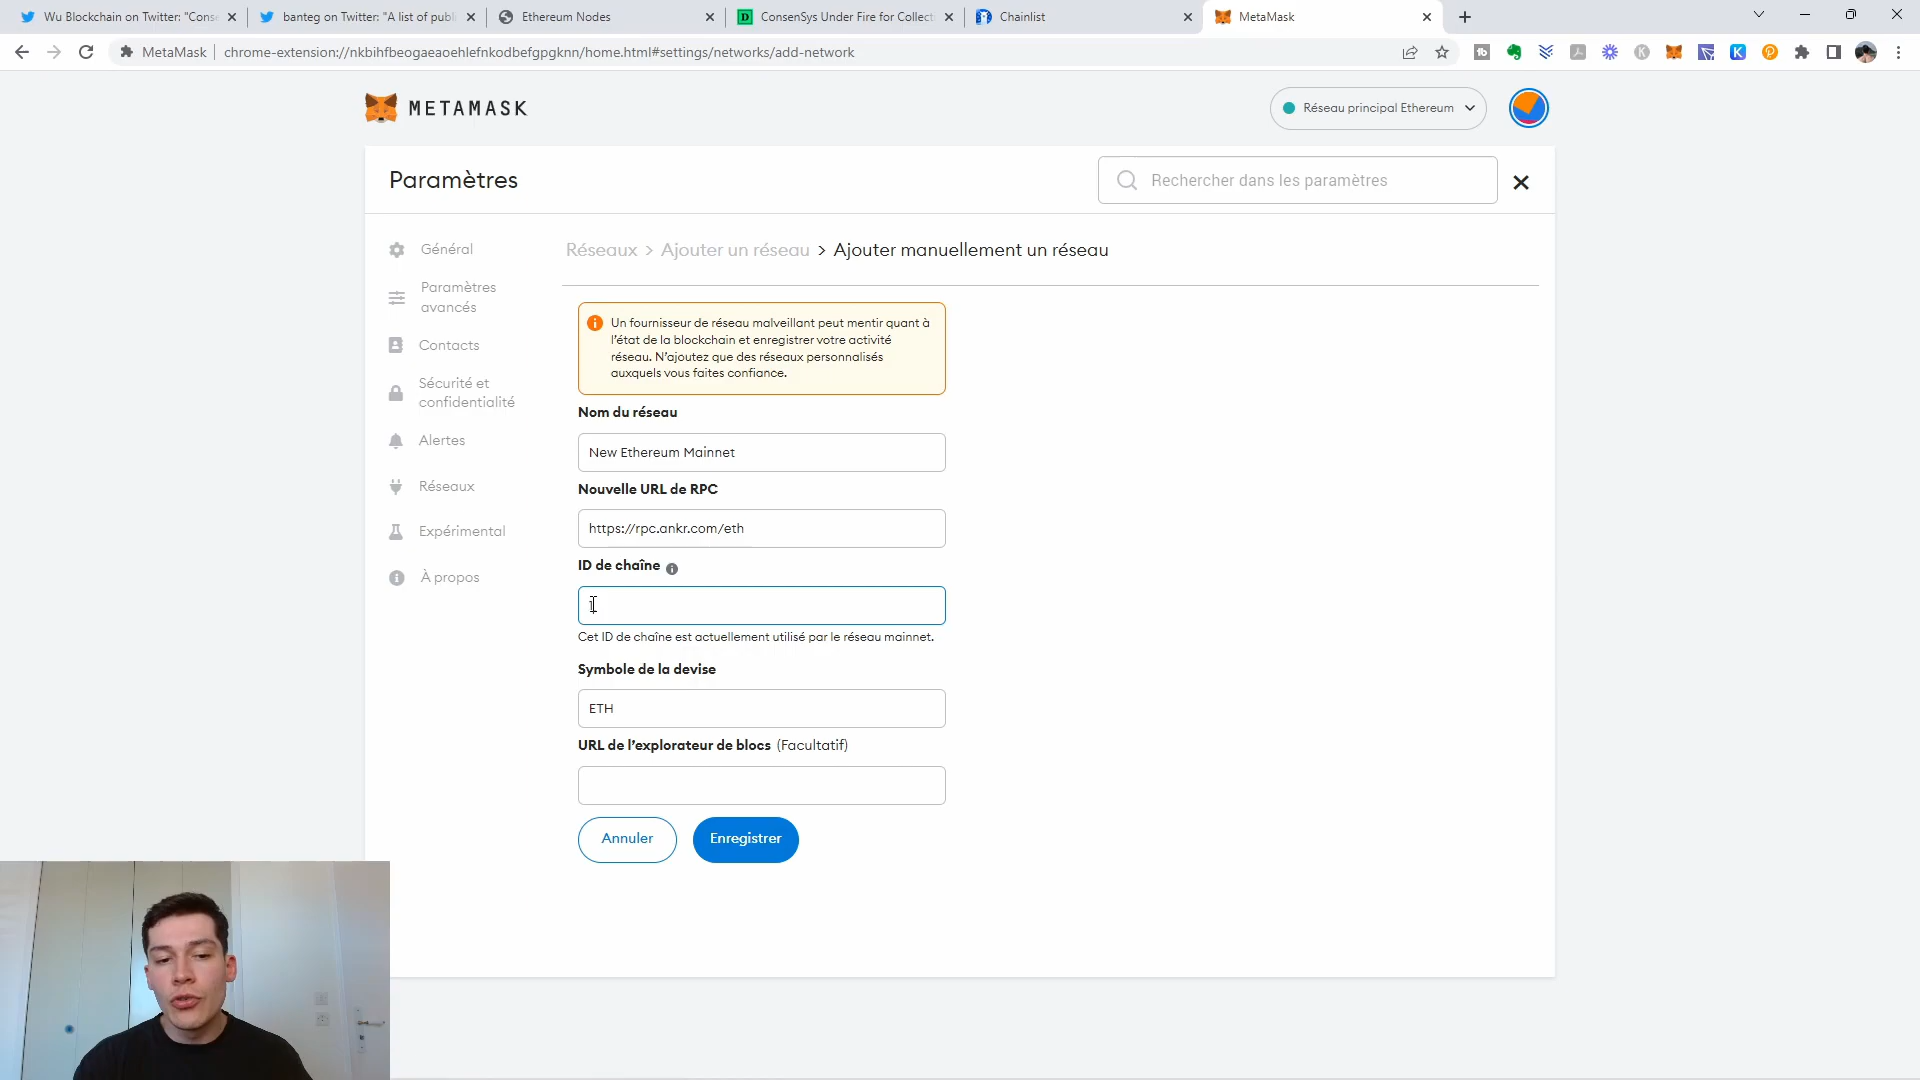 Wu Blockchain on Twitter: "Conse
banteg on Twitter: "A list of publ
Ethereum Nodes
ConsenSys Under Fire for Collect
Chainlist
MetaMask
MetaMask
chrome-extension://nkbihfbeogaeaoehlefnkodbefgpgknn/home.html#settings/networks/add-network
METAMASK
Réseau principal Ethereum
Paramètres
Rechercher dans les paramètres
Général
Paramètres
avancés
Contacts
Sécurité et
confidentialité
Alertes
Réseaux
Expérimental
À propos
Réseaux > Ajouter un réseau > Ajouter manuellement un réseau
Un fournisseur de réseau malveillant peut mentir quant à
l'état de la blockchain et enregistrer votre activité
réseau. N'ajoutez que des réseaux personnalisés
auxquels vous faites confiance.
Nom du réseau
New Ethereum Mainnet
Nouvelle URL de RPC
https://rpc.ankr.com/eth
ID de chaîne
Cet ID de chaîne est actuellement utilisé par le réseau mainnet.
Symbole de la devise
ETH
URL de l'explorateur de blocs (Facultatif)
Annuler
Enregistrer